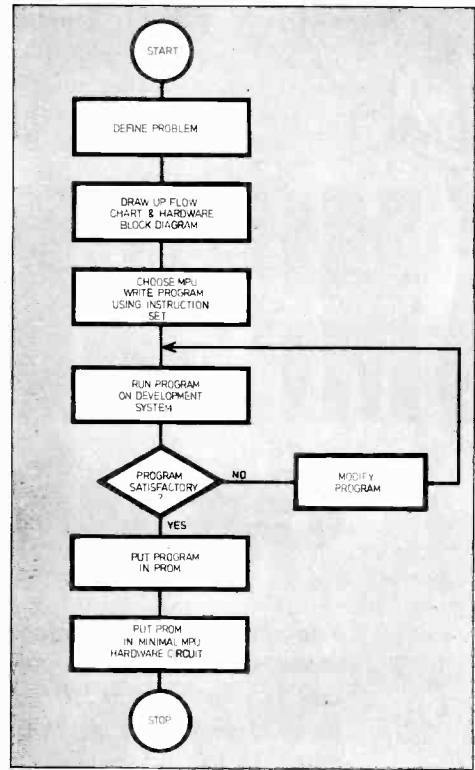 START
DEFINE PROBLEM
DRAW UP FLOW
CHART & HARDWARE
BLOCK DIAGRAM
CHOOSE MPU
WRITE PROGRAM
USING INSTRUCTION
SET
RUN PROGRAM
ON DEVELOPMENT
SYSTEM
PROGRAM
SATISFACTORY
?
NO
MODIFY
PROGRAM
YES
PUT PROGRAM
IN PROM
PUT PROM
IN MINIMAL MPU
HARDWARE CIRCUIT
STOP